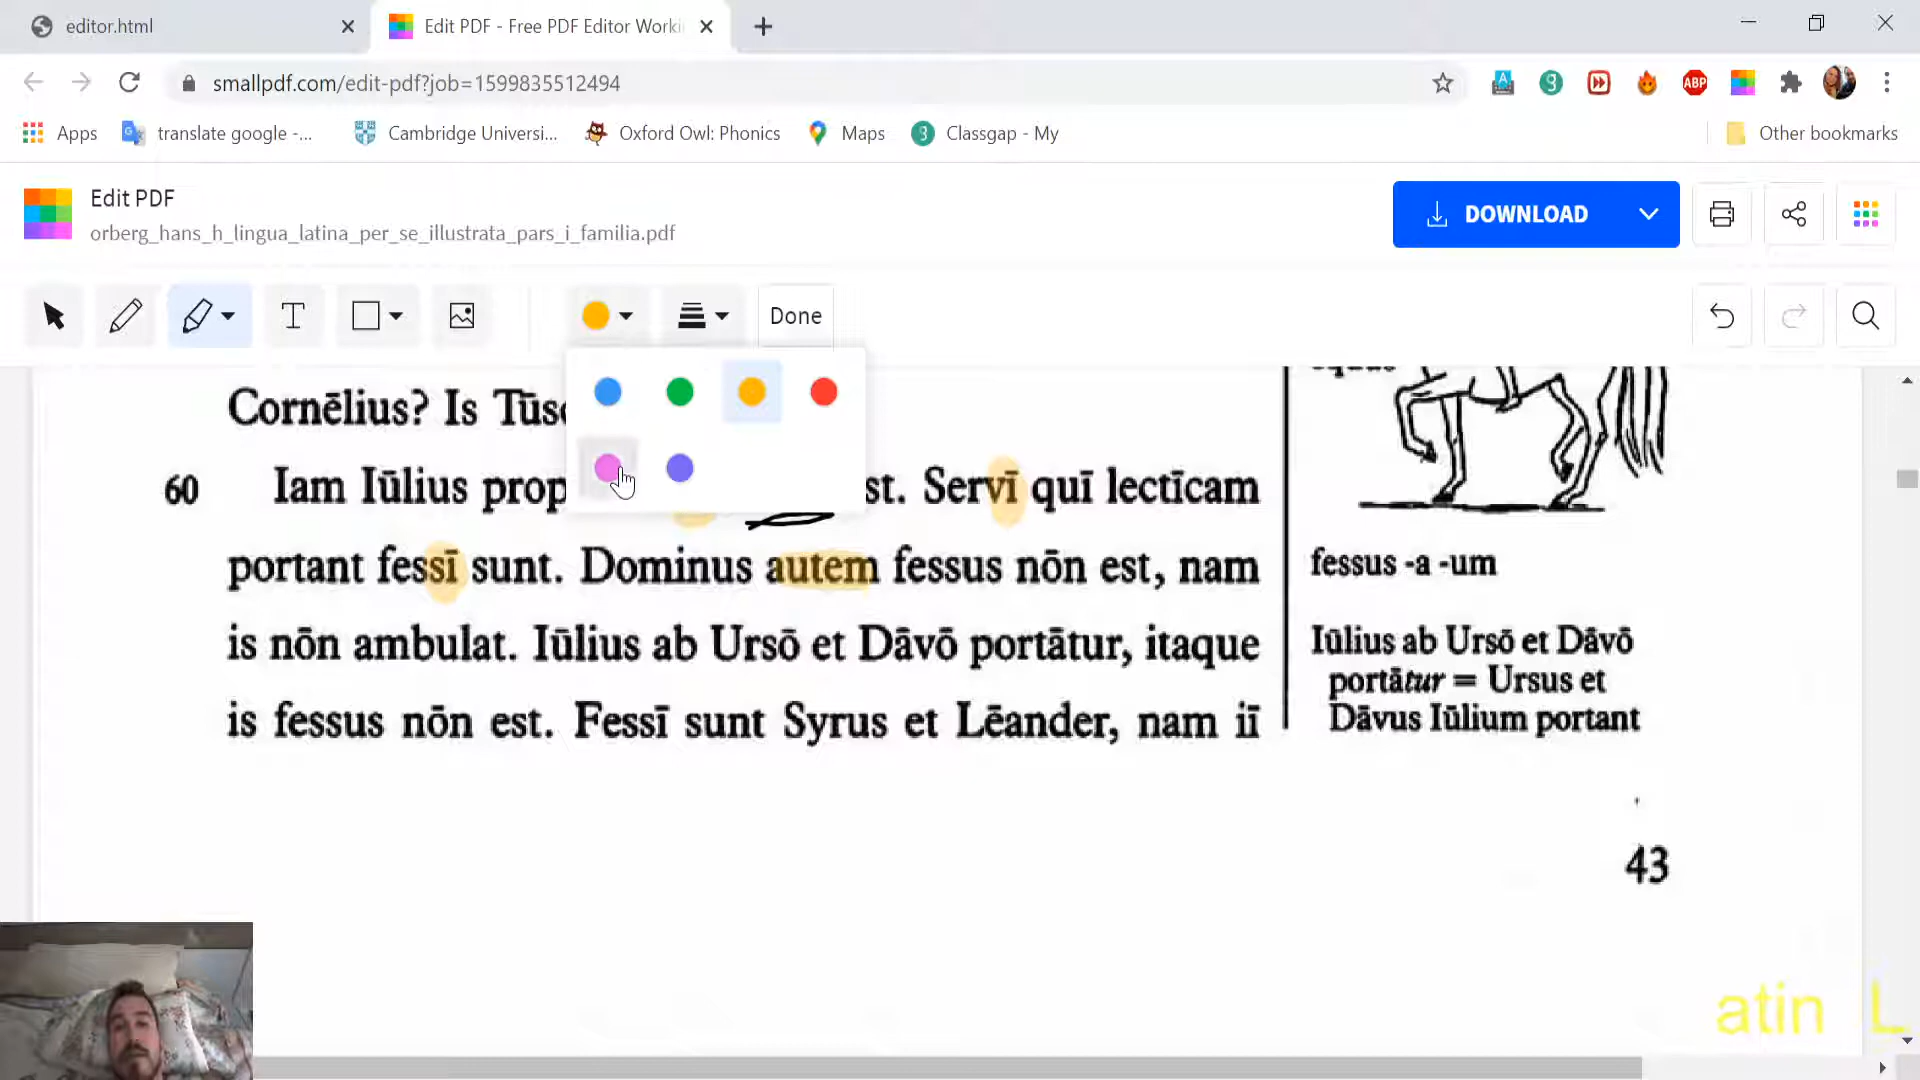 editor.html
Edit PDF - Free PDF Editor Worki
smallpdf.com/edit-pdf?job=1599835512494
ABP
Apps
translate google -...
Cambridge Universi...
Oxford Owl: Phonics
Maps
Classgap - My
Other bookmarks
Edit PDF
orberg_hans_h_lingua_latina_per_se_illustrata_pars_i_familia.pdf
DOWNLOAD
T
Done
Cornēlius? Is Tūsc
60 Iam Iūlius prop st. Servī quī lectīcam
portant fessī sunt. Dominus autem fessus nōn est, nam
is nōn ambulat. Iūlius ab Ursō et Dāvō portātur, itaque
is fessus nōn est. Fessī sunt Syrus et Lēander, nam iī
fessus -a -um
Iūlius ab Ursō et Dāvō
portātur = Ursus et
Dāvus Iūlium portant
43
atin L